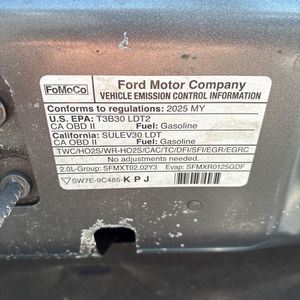 FoMoCo
Ford Motor Company
VEHICLE EMISSION CONTROL INFORMATION
Conforms to regulations: 2025 MY
U.S. EPA: T3B30 LDT2
CA OBD II Fuel: Gasoline
California: SULEV30 LDT
CA OBD II Fuel: Gasoline
TWC/HO2S/WR-HO2S/CAC/TC/DFI/SFI/EGR/EGRC
No adjustments needed.
2.0L-Group: SFMXT02.02Y3 Evap: SFMXR0125GDF
SW7E-9C485-KPJ